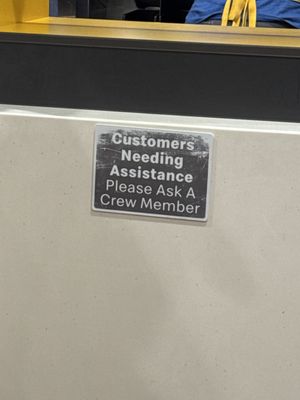 Customers
Needing
Assistance
Please Ask A
Crew Member